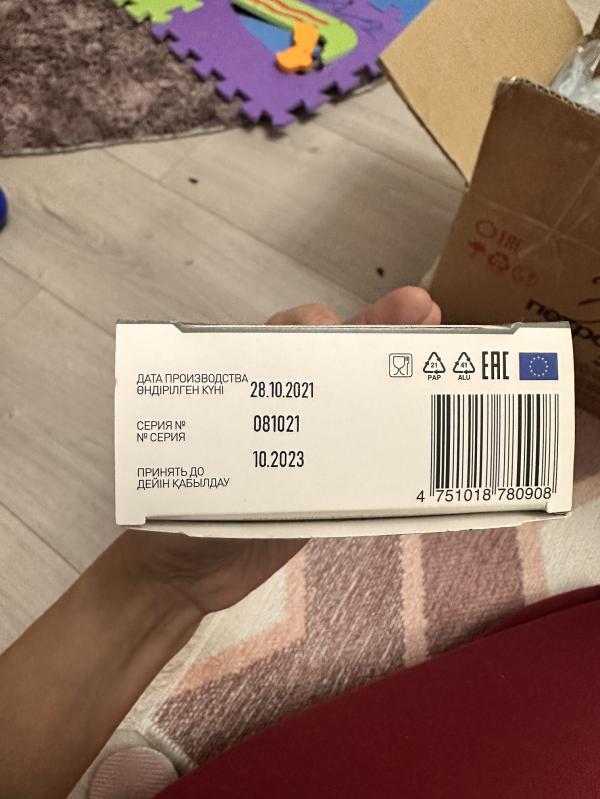 ДАТА ПРОИЗВОДСТВА
ӨНДІРІЛГЕН КҮНІ
28.10.2021
СЕРИЯ №
№ СЕРИЯ
081021
ПРИНЯТЬ ДО
ДЕЙІН ҚАБЫЛДАУ
10.2023
21
PAP
41
ALU
EAC
4 751018 780908
EAC